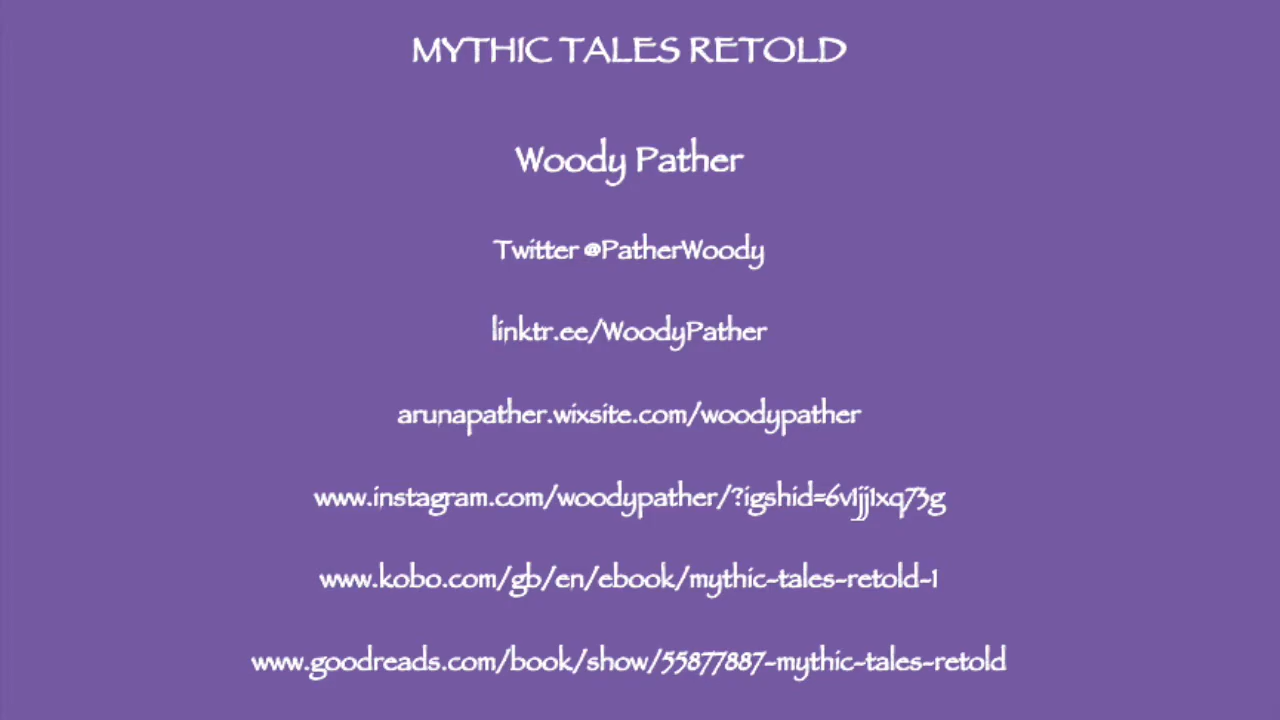 MYTHIC TALES RETOLD
Woody Pather
Twitter @PatherWoody
linktr.ee/WoodyPather
arunapather.wixsite.com/woodypather
www.instagram.com/woodypather/?igshid=6v1jj1xq73g
www.kobo.com/gb/en/ebook/mythic-tales-retold-1
www.goodreads.com/book/show/55877887-mythic-tales-retold